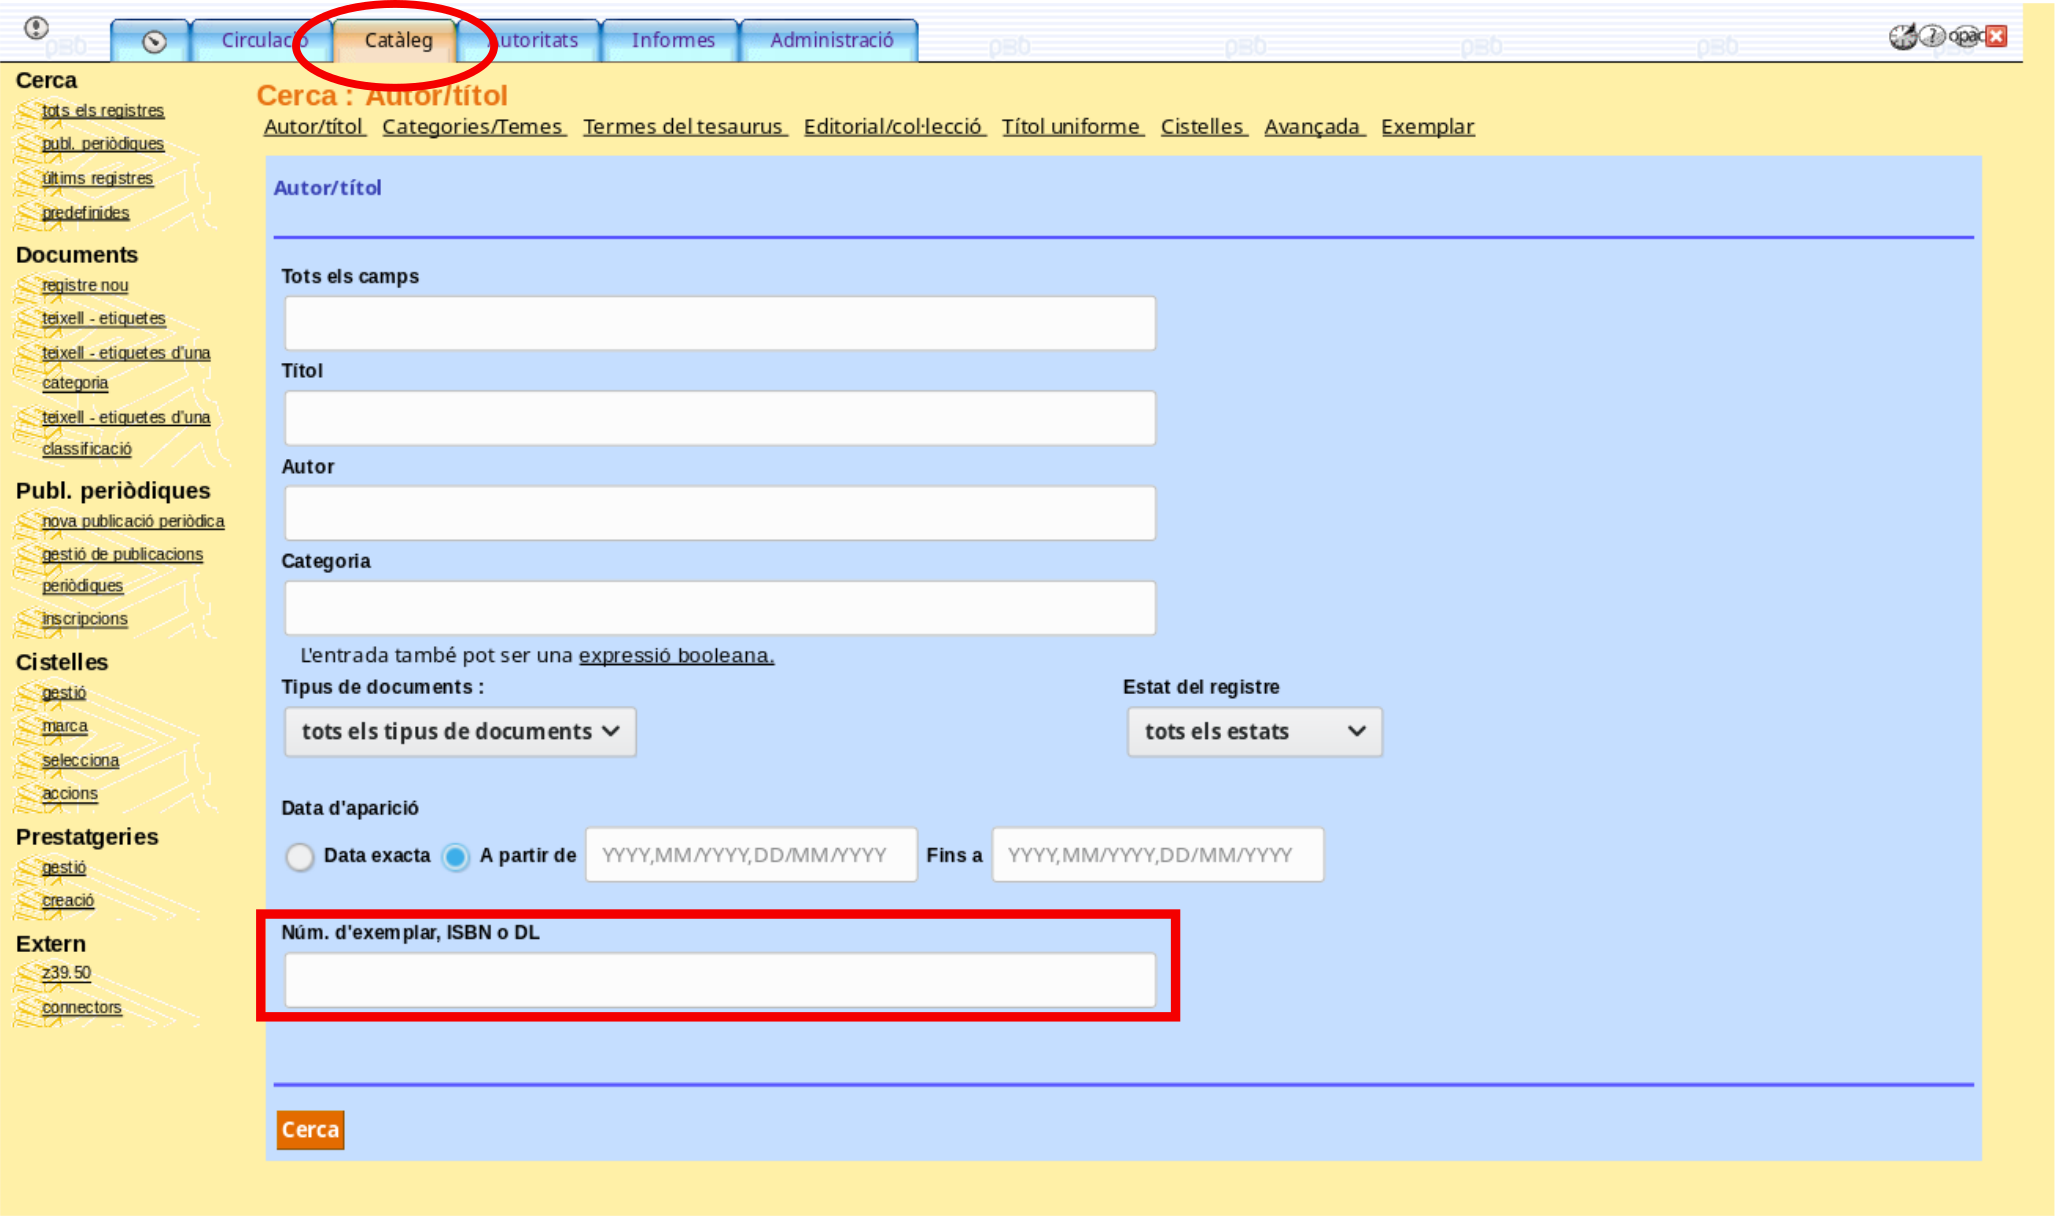 Circulació Catàleg Autoritats Informes Administració opac
Cerca
tots els registres
publ. periòdiques
últims registres
predefinides
Documents
registre nou
teixell - etiquetes
teixell - etiquetes d'una
categoria
teixell - etiquetes d'una
classificació
Publ. periòdiques
nova publicació periòdica
gestió de publicacions
periòdiques
inscripcions
Cistelles
gestió
marca
selecciona
accions
Prestatgeries
gestió
creació
Extern
z39.50
connectors
Cerca : Autor/títol
Autor/títol Categories/Temes Termes del tesaurus Editorial/col·lecció Títol uniforme Cistelles Avançada Exemplar
Autor/títol
Tots els camps
Títol
Autor
Categoria
L'entrada també pot ser una expressió booleana.
Tipus de documents : Estat del registre
tots els tipus de documents tots els estats
Data d'aparició
Data exacta A partir de YYYY,MM/YYYY,DD/MM/YYYY Fins a YYYY,MM/YYYY,DD/MM/YYYY
Núm. d'exemplar, ISBN o DL
Cerca